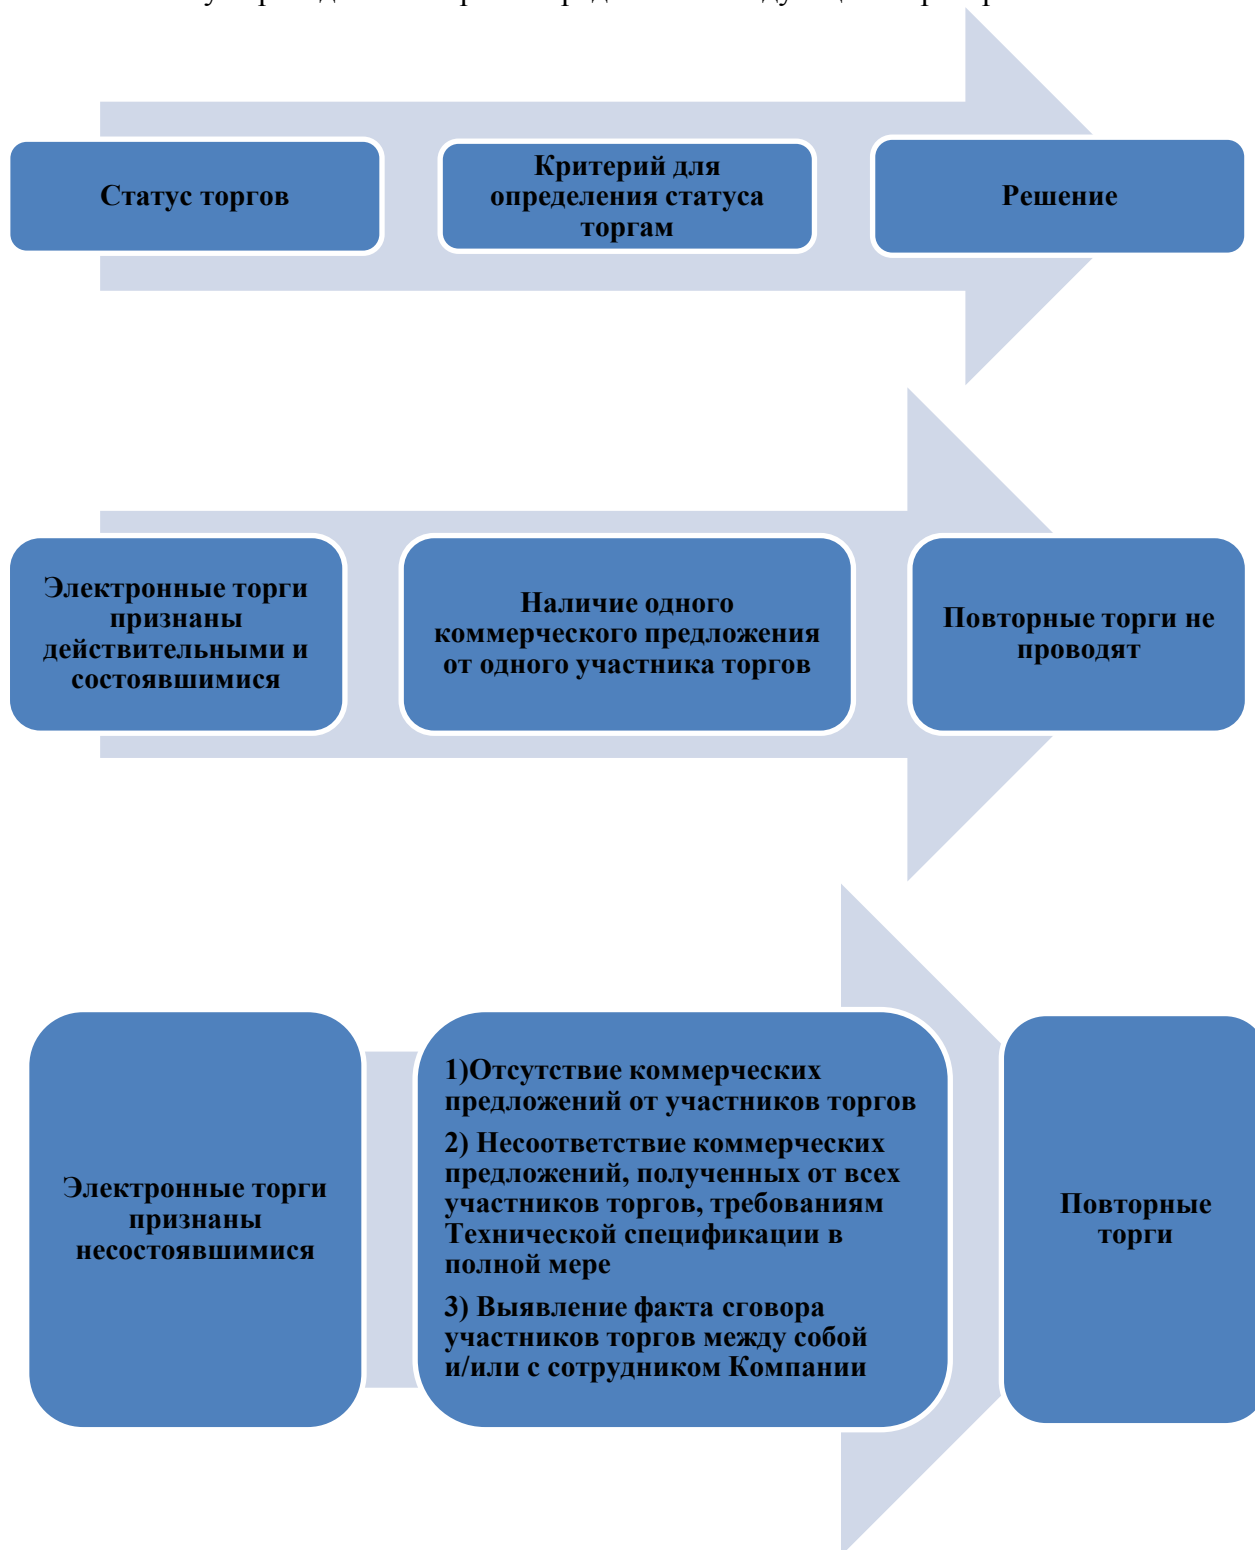 Статус торгов
Критерий для
определения статуса
торгам
Решение
Электронные торги
признаны
действительными и
состоявшимися
Наличие одного
коммерческого предложения
от одного участника торгов
Повторные торги не
проводят
Электронные торги
признаны
несостоявшимися
1)Отсутствие коммерческих
предложений от участников торгов
2) Несоответствие коммерческих
предложений, полученных от всех
участников торгов, требованиям
Технической спецификации в
полной мере
3) Выявление факта сговора
участников торгов между собой
и/или с сотрудником Компании
Повторные
торги